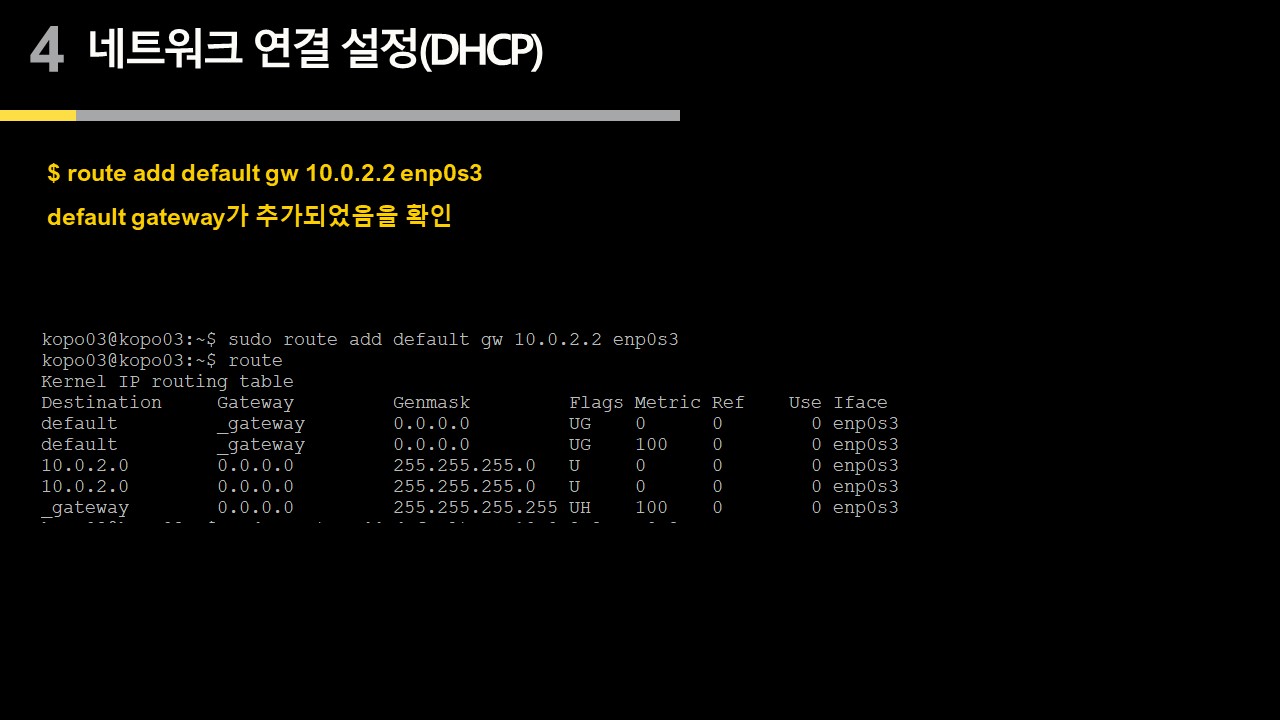 4 네트워크 연결 설정(DHCP)
$ route add default gw 10.0.2.2 enp0s3
default gateway가 추가되었음을 확인
kopo03@kopo03:~$ sudo route add default gw 10.0.2.2 enp0s3
kopo03@kopo03:~$ route
Kernel IP routing table
Destination     Gateway         Genmask         Flags Metric Ref    Use Iface
default         _gateway        0.0.0.0         UG    0      0        0 enp0s3
default         _gateway        0.0.0.0         UG    100    0        0 enp0s3
10.0.2.0        0.0.0.0         255.255.255.0   U     0      0        0 enp0s3
10.0.2.0        0.0.0.0         255.255.255.0   U     0      0        0 enp0s3
_gateway        0.0.0.0         255.255.255.255 UH    100    0        0 enp0s3